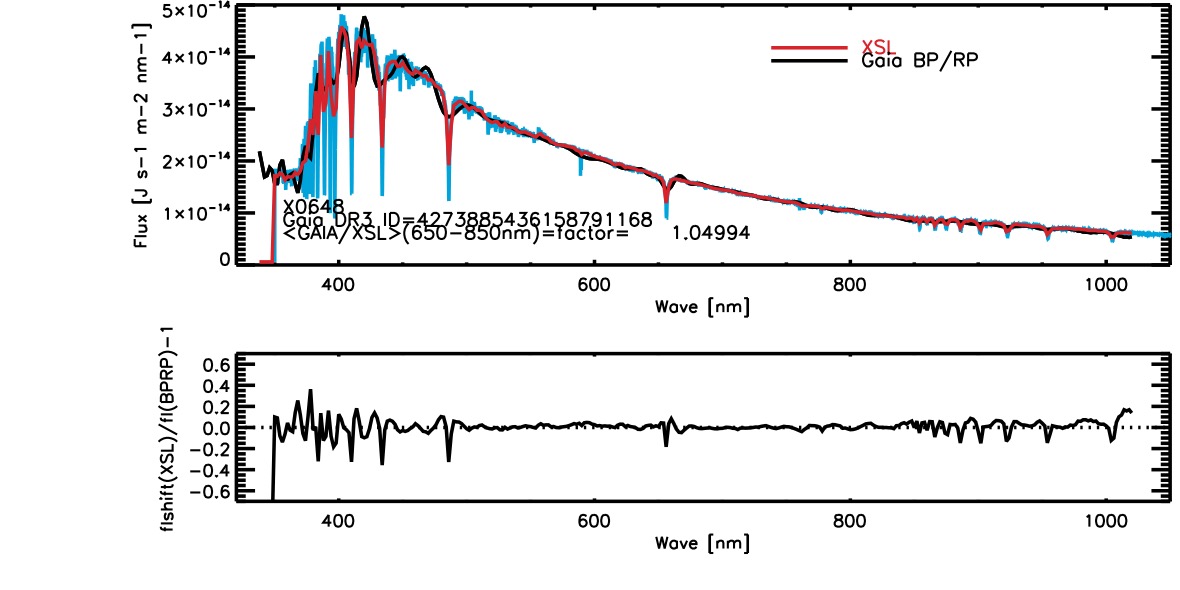 5×10⁻¹⁴
4×10⁻¹⁴
3×10⁻¹⁴
2×10⁻¹⁴
1×10⁻¹⁴
0
Flux [J s−1 m−2 nm−1]
XSL
Gaia BP/RP
X0648
Gaia DR3 ID=4273885436158791168
<GAIA/XSL>(650−850nm)=factor= 1.04994
400 600 800 1000
Wave [nm]
0.6
0.4
0.2
0.0
−0.2
−0.4
−0.6
flshift(XSL)/fl(BPRP)−1
400 600 800 1000
Wave [nm]